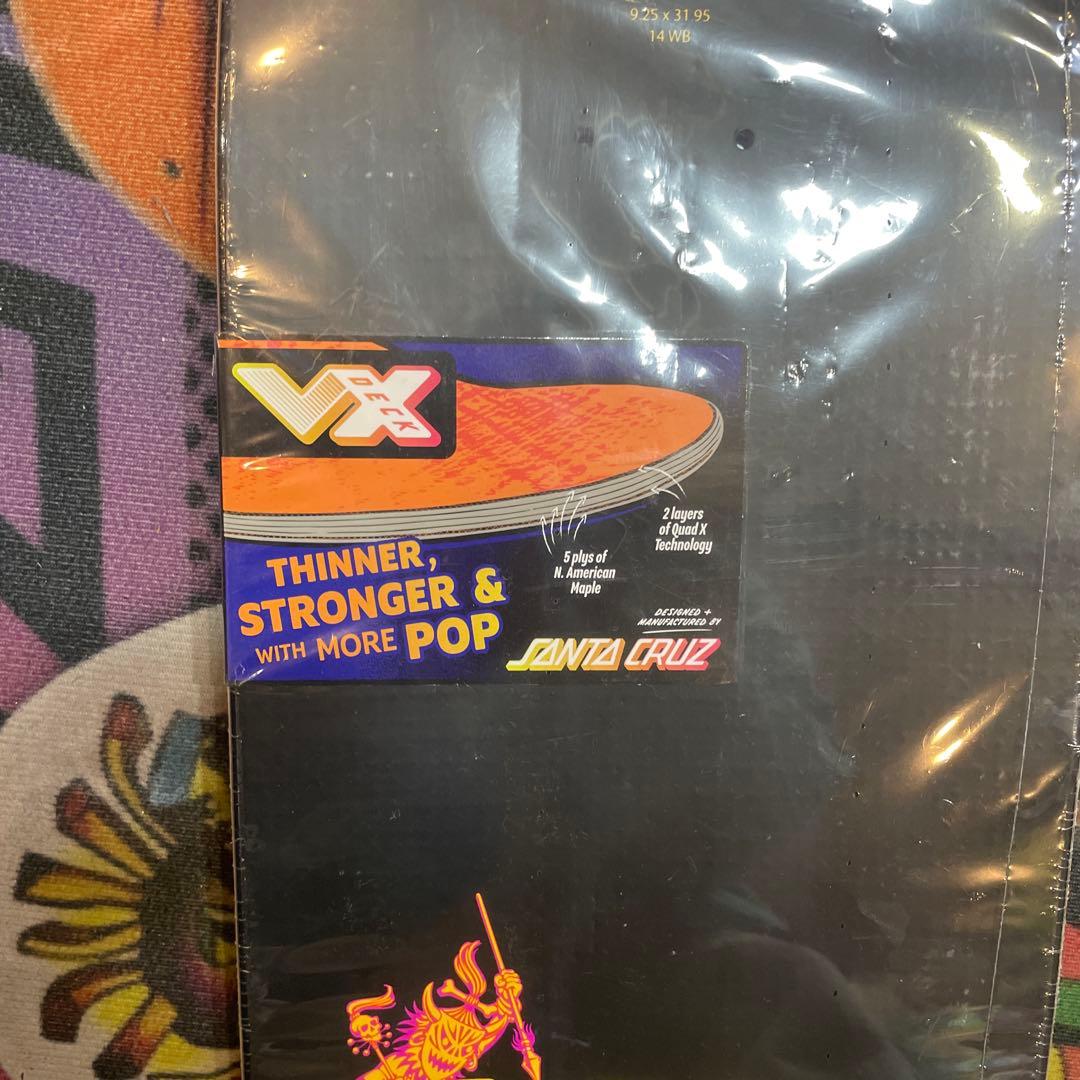 9.25 x 31.95
14 WB
VX
DECK
2 layers
of Quad X
Technology
5 plys of
N. American
Maple
THINNER,
STRONGER &
WITH MORE POP
DESIGNED +
MANUFACTURED BY
SANTA CRUZ